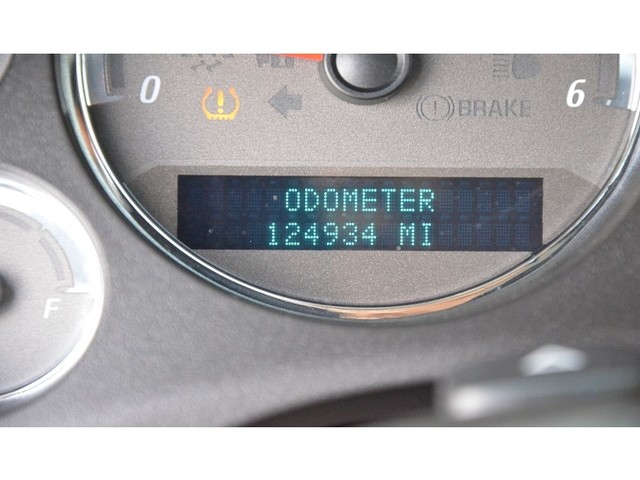 0
6
BRAKE
ODOMETER
124934 MI
F